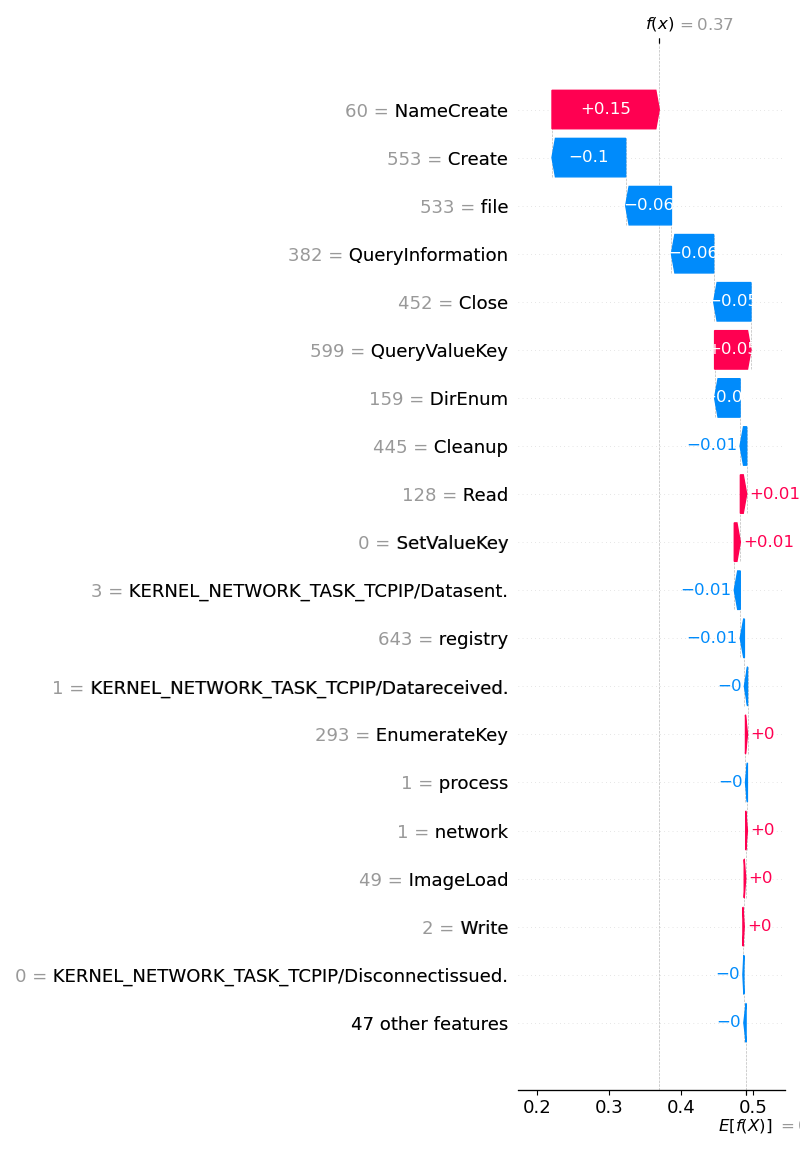 f(x) = 0.37
60 = NameCreate +0.15
553 = Create −0.1
533 = file −0.06
382 = QueryInformation −0.06
452 = Close −0.05
599 = QueryValueKey +0.05
159 = DirEnum −0.0
445 = Cleanup −0.01
128 = Read +0.01
0 = SetValueKey +0.01
3 = KERNEL_NETWORK_TASK_TCPIP/Datasent. −0.01
643 = registry −0.01
1 = KERNEL_NETWORK_TASK_TCPIP/Datareceived. −0
293 = EnumerateKey +0
1 = process −0
1 = network +0
49 = ImageLoad +0
2 = Write +0
0 = KERNEL_NETWORK_TASK_TCPIP/Disconnectissued. −0
47 other features −0
0.2 0.3 0.4 0.5
E[f(X)] =